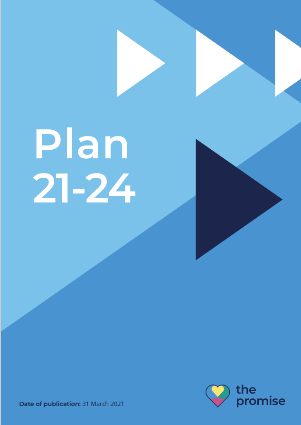 Plan
21-24
Date of publication: 31 March 2021
the
promise